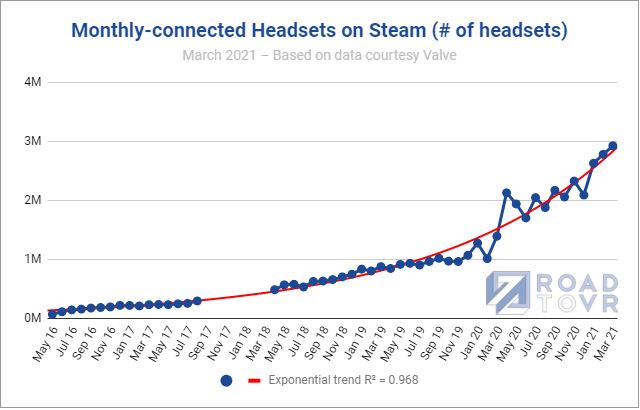 Monthly-connected Headsets on Steam (# of headsets)
March 2021 – Based on data courtesy Valve
4M
3M
2M
1M
0M
May 16
Jul 16
Sep 16
Nov 16
Jan 17
Mar 17
May 17
Jul 17
Sep 17
Nov 17
Jan 18
Mar 18
May 18
Jul 18
Sep 18
Nov 18
Jan 19
Mar 19
May 19
Jul 19
Sep 19
Nov 19
Jan 20
Mar 20
May 20
Jul 20
Sep 20
Nov 20
Jan 21
Mar 21
ROAD
TOVR
Exponential trend R² = 0.968